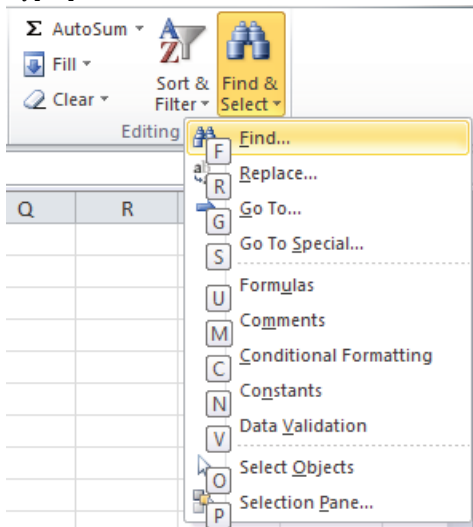 Σ AutoSum
Fill
Clear
A
Z
Sort &
Filter
Find &
Select
Editing
Q R
F Find...
R Replace...
G Go To...
S Go To Special...
U Formulas
M Comments
C Conditional Formatting
N Constants
V Data Validation
O Select Objects
P Selection Pane...